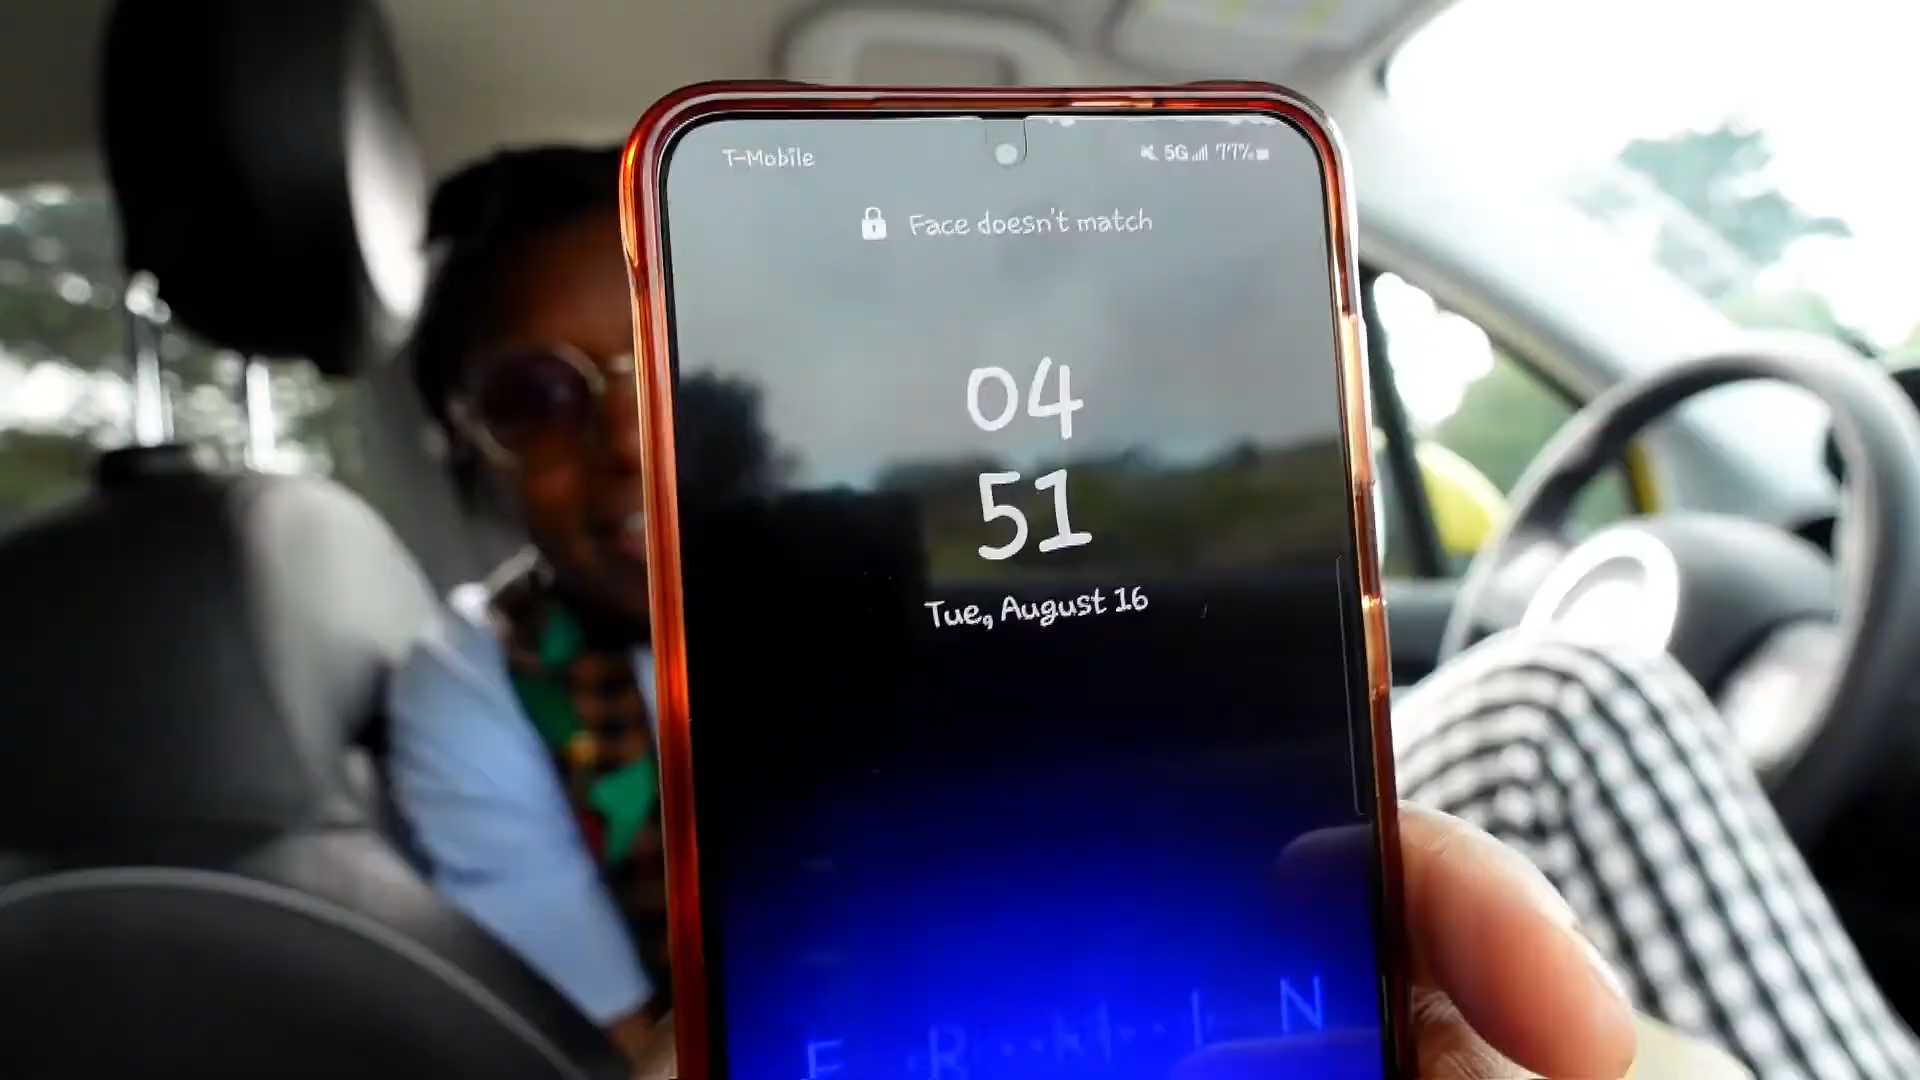 T-Mobile 5G 77%
Face doesn't match
04
51
Tue, August 16